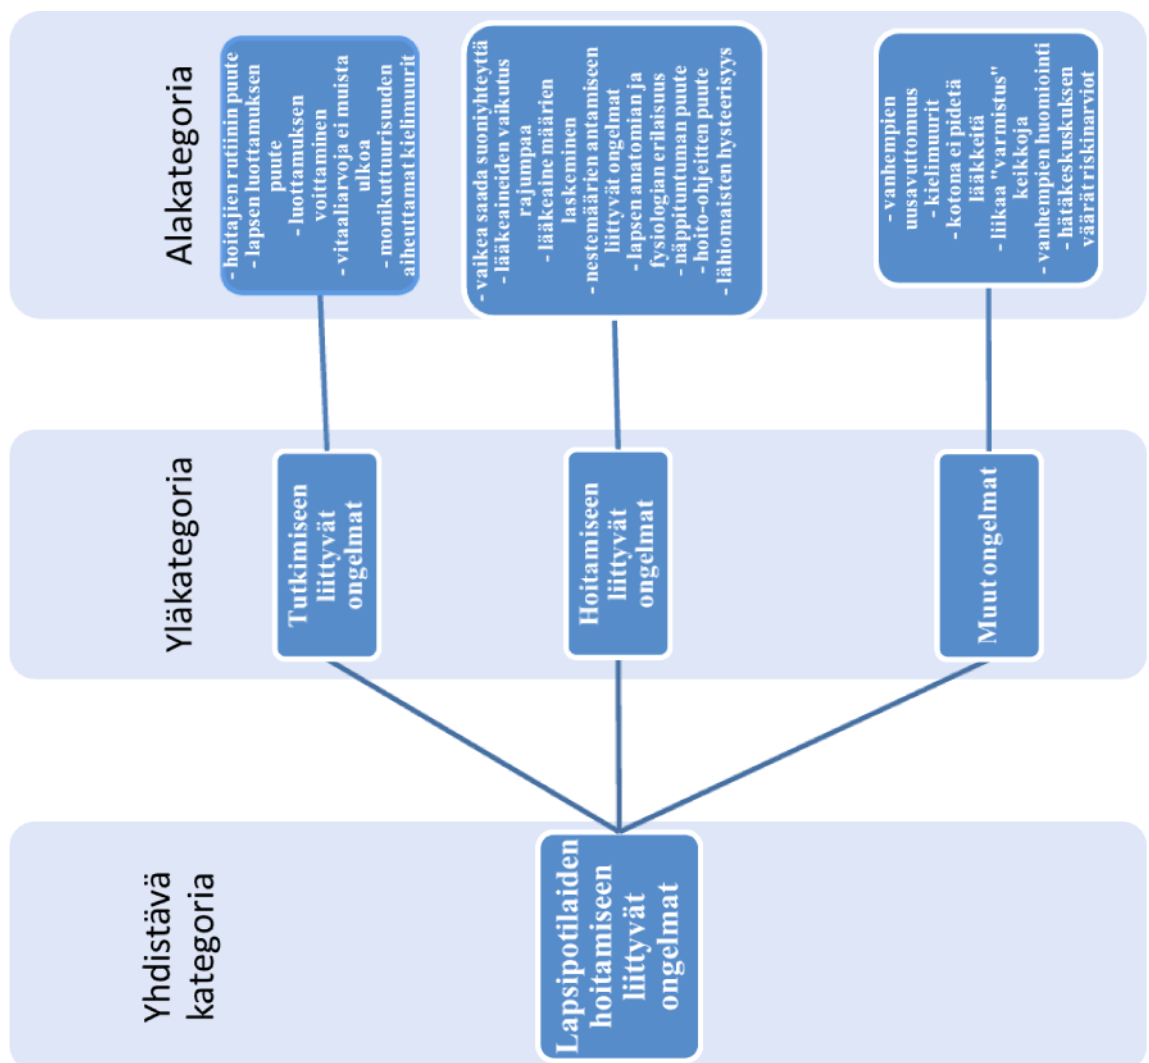 Yhdistävä
kategoria
Yläkategoria
Alakategoria
Lapsipotilaiden
hoitamiseen
liittyvät
ongelmat
Tutkimiseen
liittyvät
ongelmat
- hoitajien rutiinin puute
- lapsen luottamuksen
puute
- luottamuksen
voittaminen
- vitaaliarvoja ei muista
ulkoa
- monikuttuurisuuden
aiheuttamat kielimuurit
Hoitamiseen
liittyvät
ongelmat
- vaikea saada suoniyhteyttä
- lääkeaineiden vaikutus
rajumpaa
- lääkeaine määrien
laskeminen
- nestemäärien antamiseen
liittyvät ongelmat
- lapsen anatomian ja
fysiologian erilaisuus
- näppituntuman puute
- hoito-ohjeitten puute
- lähiomaisten hysteerisyys
Muut ongelmat
- vanhempien
uusavuttomuus
- kielimuurit
- kotona ei pidetä
lääkkeitä
- liikaa "varmistus"
keikkoja
- vanhempien huomiointi
- hätäkeskuskuksen
väärät riskinarviot